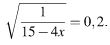 √(1/(15 − 4x)) = 0,2.